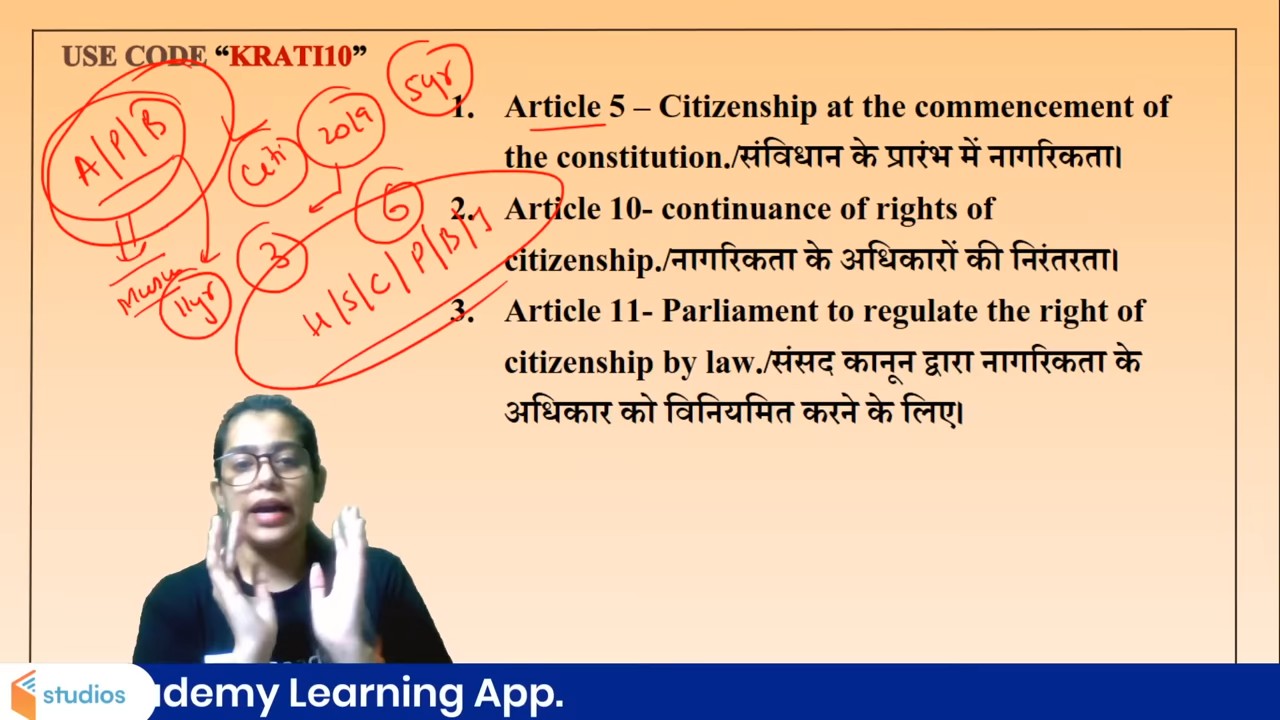 USE CODE “KRATI10”
5yr
A/P/B
2019
Citi
1. Article 5 – Citizenship at the commencement of
the constitution./संविधान के प्रारंभ में नागरिकता।
3
6
2. Article 10- continuance of rights of
citizenship./नागरिकता के अधिकारों की निरंतरता।
11yr
H/S/C/P/B/J
3. Article 11- Parliament to regulate the right of
citizenship by law./संसद कानून द्वारा नागरिकता के
अधिकार को विनियमित करने के लिए।
studios
ademy Learning App.